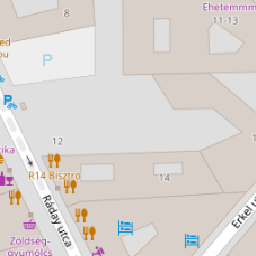 8
Ehetemmm
11-13
P
12
R14 Bisztró
14
Ráday utca
Erkel
Zöldség-
gyümölcs